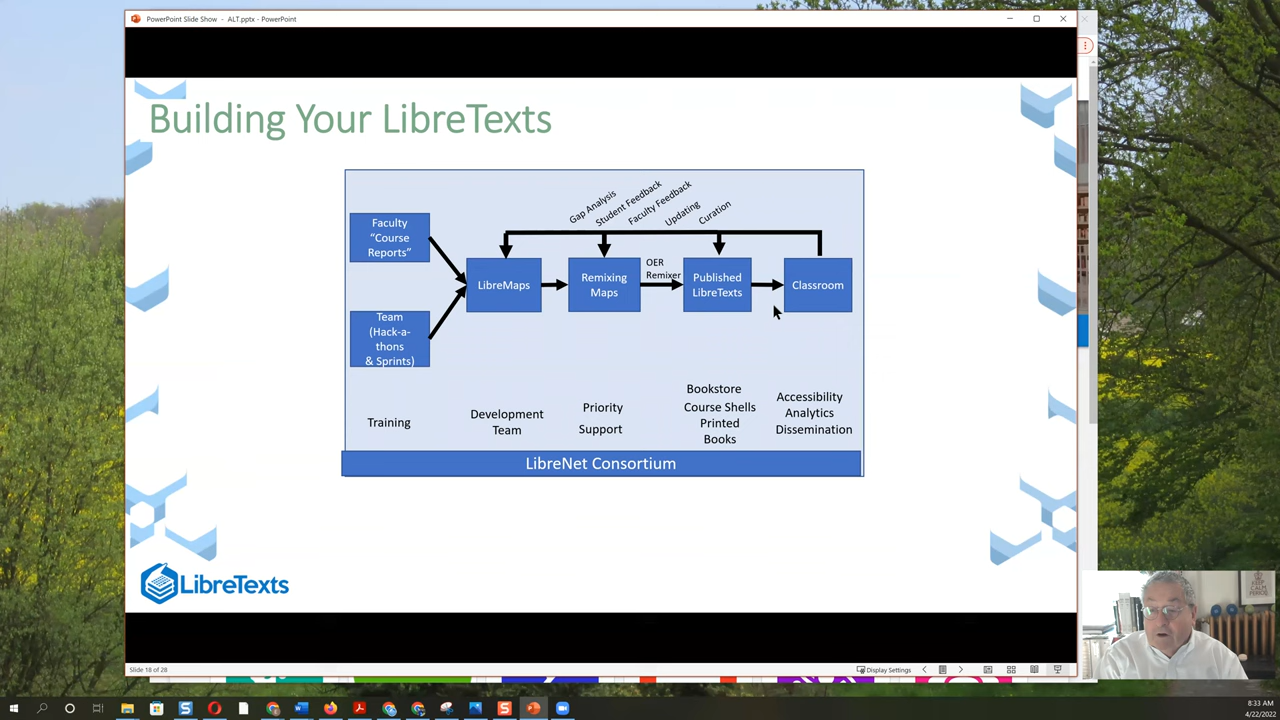 PowerPoint Slide Show - ALT.pptx - PowerPoint
Building Your LibreTexts
Gap Analysis
Student Feedback
Faculty Feedback
Updating
Curation
Faculty
“Course
Reports”
Team
(Hack-a-
thons
& Sprints)
LibreMaps
Remixing
Maps
OER
Remixer
Published
LibreTexts
Classroom
Training
Development
Team
Priority
Support
Bookstore
Course Shells
Printed
Books
Accessibility
Analytics
Dissemination
LibreNet Consortium
LibreTexts
Slide 18 of 28
Display Settings
KEEP
CALM
PERIOD
8:33 AM
4/22/2022